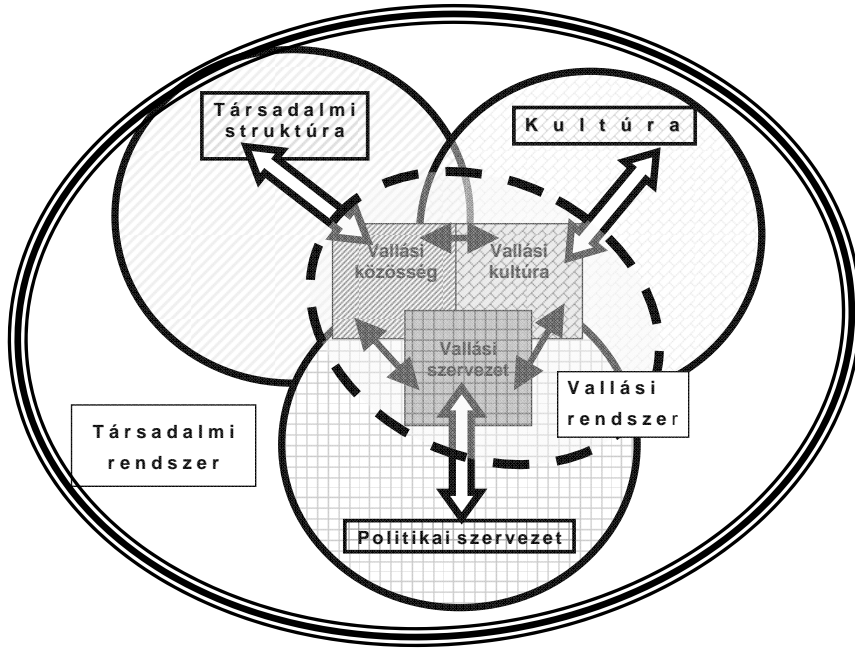 Társadalmi
struktúra
Kultúra
Vallási
közösség
Vallási
kultúra
Vallási
szervezet
Vallási
rendszer
Társadalmi
rendszer
Politikai szervezet